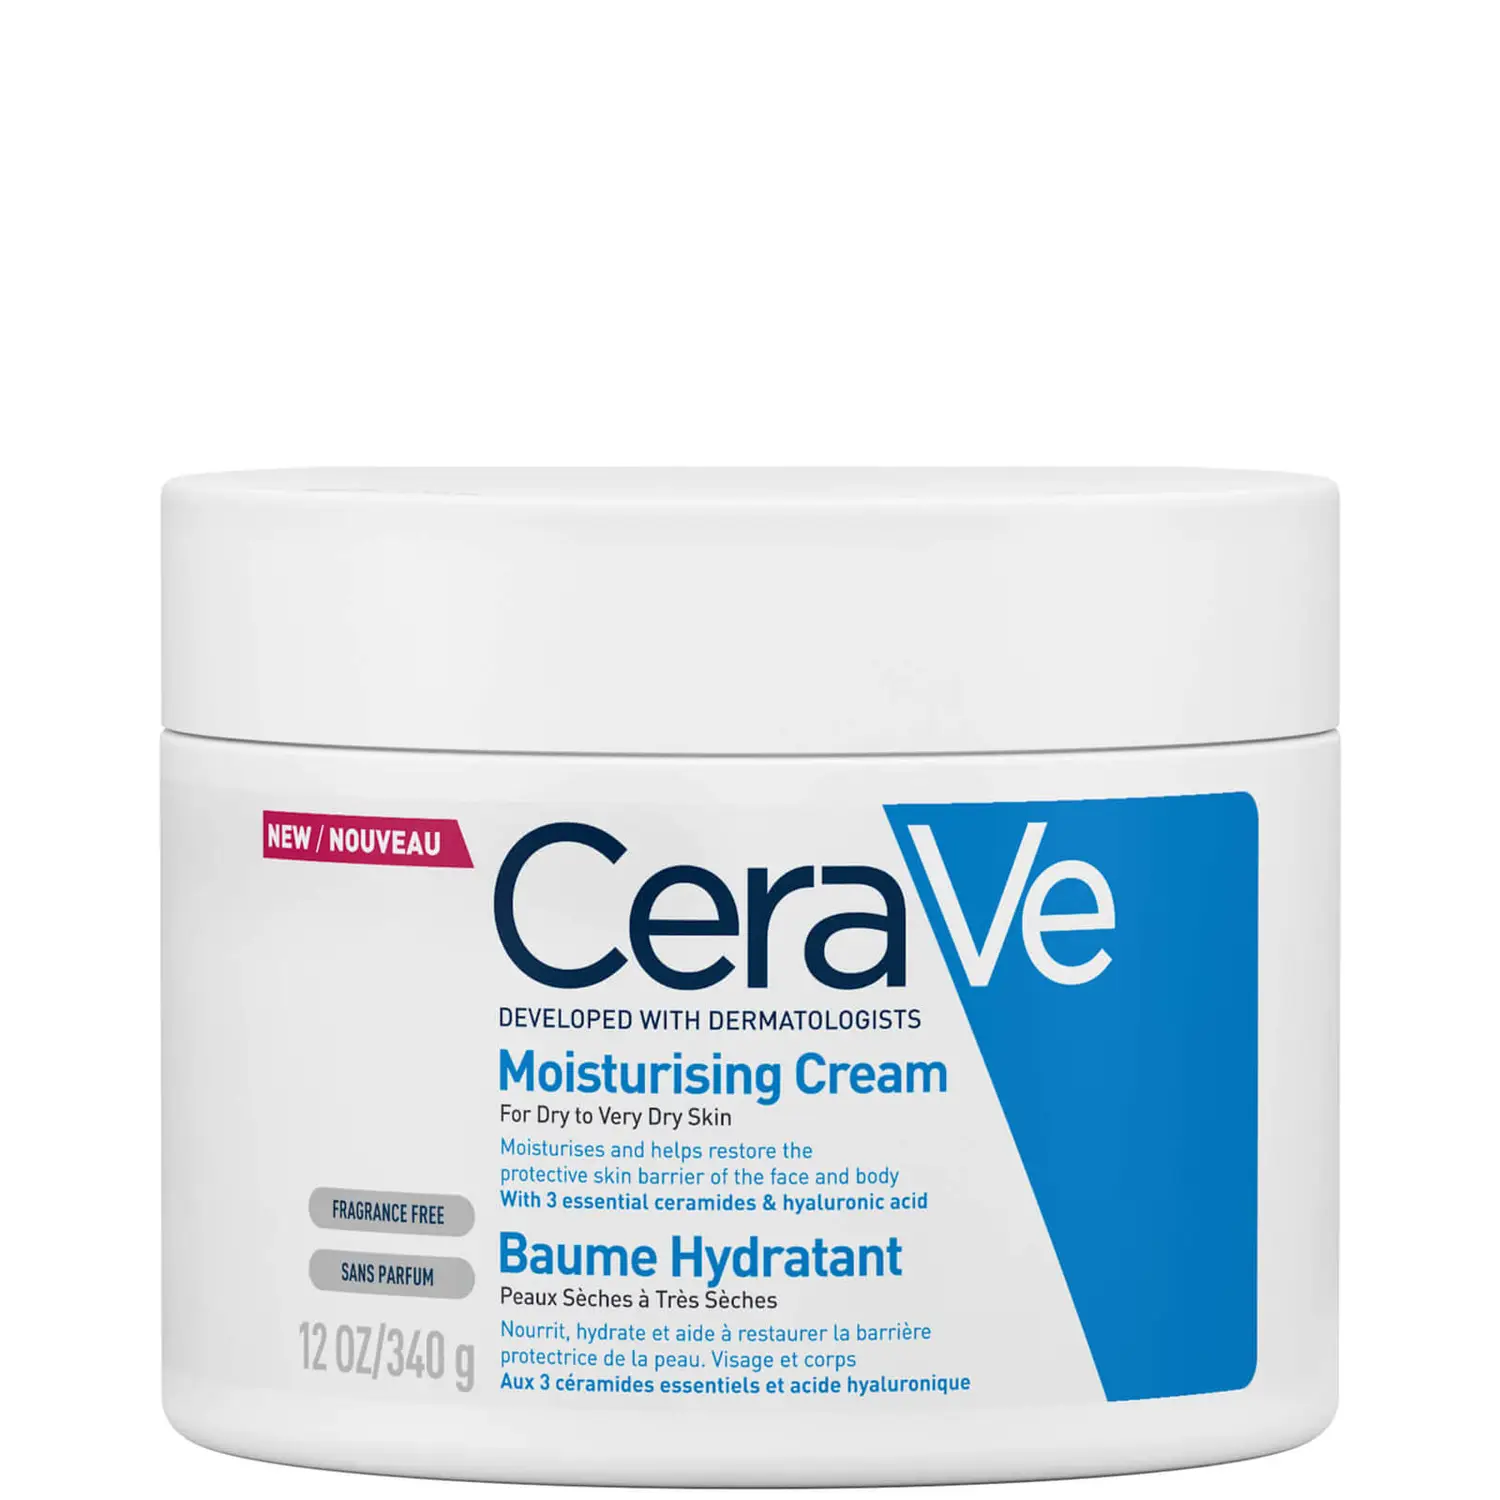 NEW / NOUVEAU
CeraVe
DEVELOPED WITH DERMATOLOGISTS
Moisturising Cream
For Dry to Very Dry Skin
Moisturises and helps restore the
protective skin barrier of the face and body
With 3 essential ceramides & hyaluronic acid
FRAGRANCE FREE
SANS PARFUM
12 OZ/340 g
Baume Hydratant
Peaux Sèches à Très Sèches
Nourrit, hydrate et aide à restaurer la barrière
protectrice de la peau. Visage et corps
Aux 3 céramides essentiels et acide hyaluronique